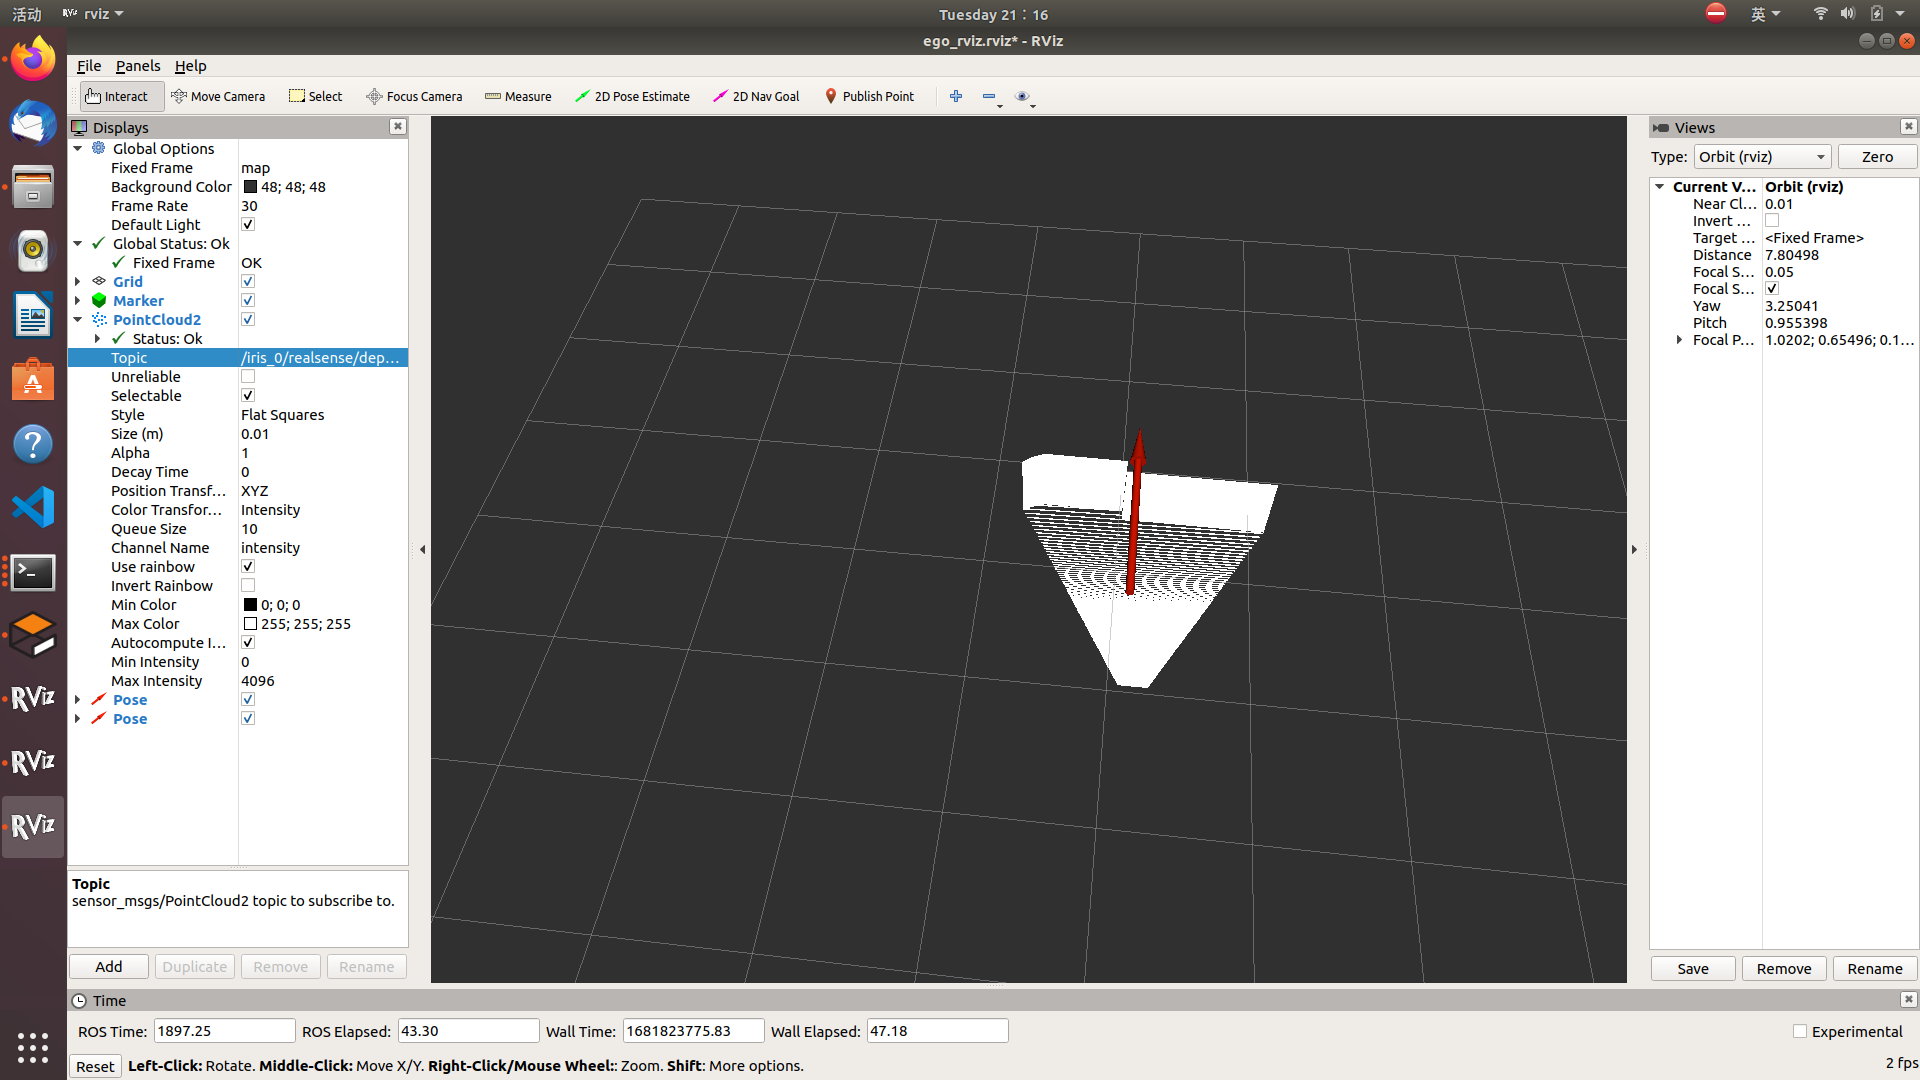 活动 RViz rviz Tuesday 21：16 英
ego_rviz.rviz* - RViz
File Panels Help
Interact Move Camera Select Focus Camera Measure 2D Pose Estimate 2D Nav Goal Publish Point
Displays
Global Options
Fixed Frame map
Background Color 48; 48; 48
Frame Rate 30
Default Light
Global Status: Ok
Fixed Frame OK
Grid
Marker
PointCloud2
Status: Ok
Topic /iris_0/realsense/dep...
Unreliable
Selectable
Style Flat Squares
Size (m) 0.01
Alpha 1
Decay Time 0
Position Transf... XYZ
Color Transfor... Intensity
Queue Size 10
Channel Name intensity
Use rainbow
Invert Rainbow
Min Color 0; 0; 0
Max Color 255; 255; 255
Autocompute I...
Min Intensity 0
Max Intensity 4096
Pose
Pose
Topic
sensor_msgs/PointCloud2 topic to subscribe to.
Add Duplicate Remove Rename
Views
Type: Orbit (rviz) Zero
Current V... Orbit (rviz)
Near Cl... 0.01
Invert ...
Target ... <Fixed Frame>
Distance 7.80498
Focal S... 0.05
Focal S...
Yaw 3.25041
Pitch 0.955398
Focal P... 1.0202; 0.65496; 0.1...
Save Remove Rename
RViz
RViz
RViz
Time
ROS Time: 1897.25 ROS Elapsed: 43.30 Wall Time: 1681823775.83 Wall Elapsed: 47.18 Experimental
Reset Left-Click: Rotate. Middle-Click: Move X/Y. Right-Click/Mouse Wheel:: Zoom. Shift: More options. 2 fps